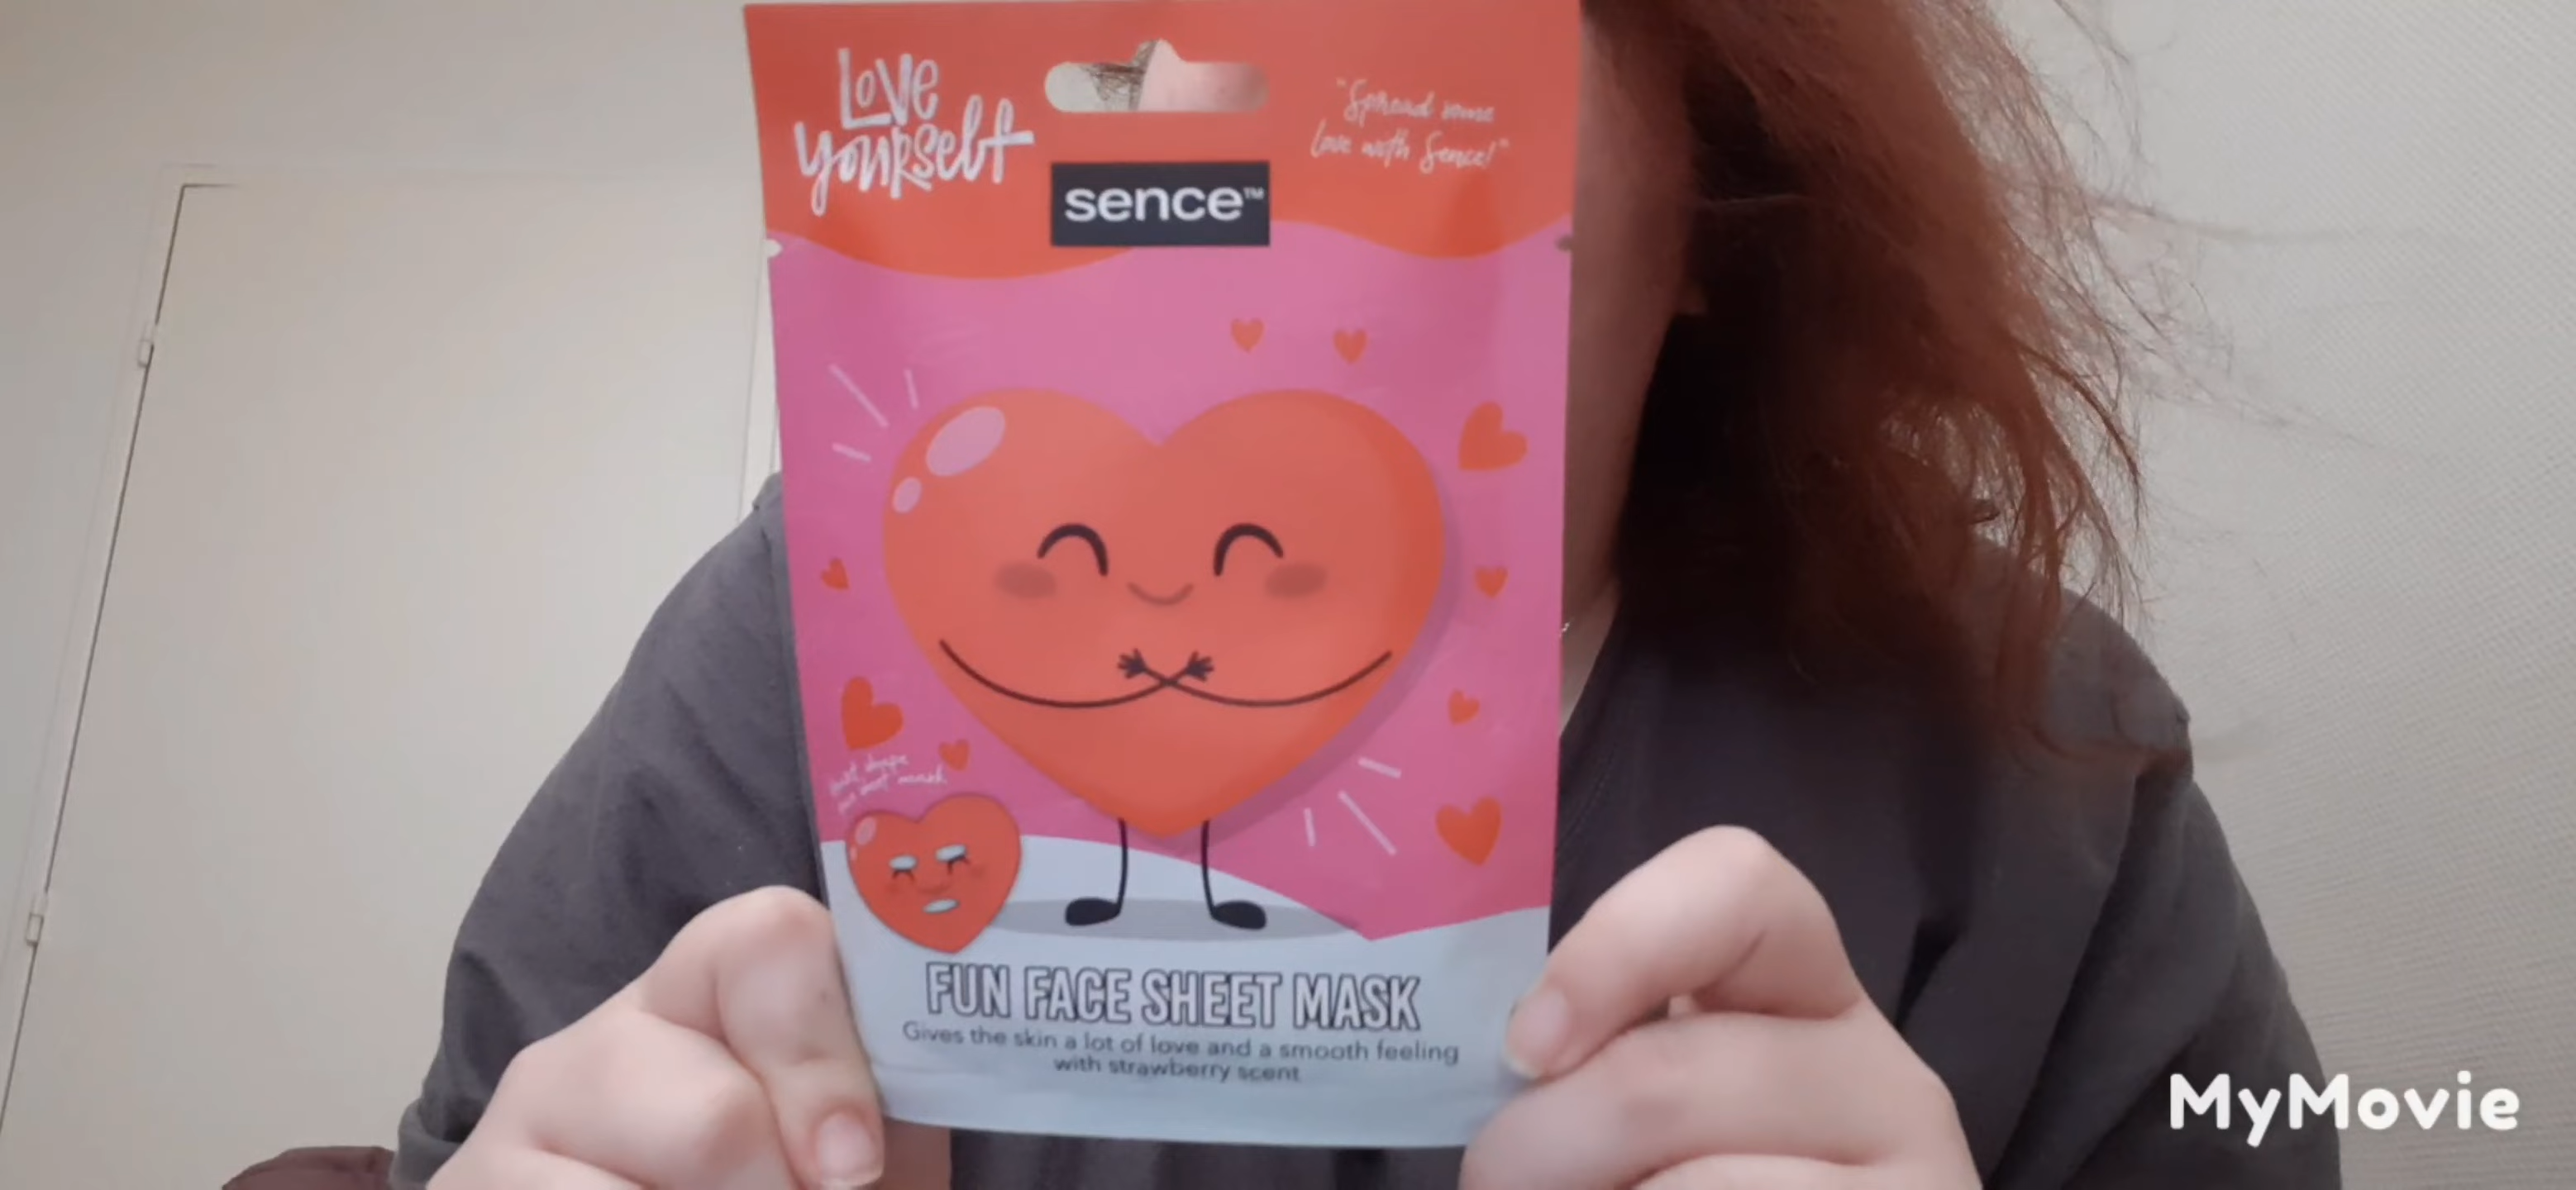 Love
yourself
"Spread some
love with Sence!"
sence™
FUN FACE SHEET MASK
Gives the skin a lot of love and a smooth feeling
with strawberry scent
MyMovie